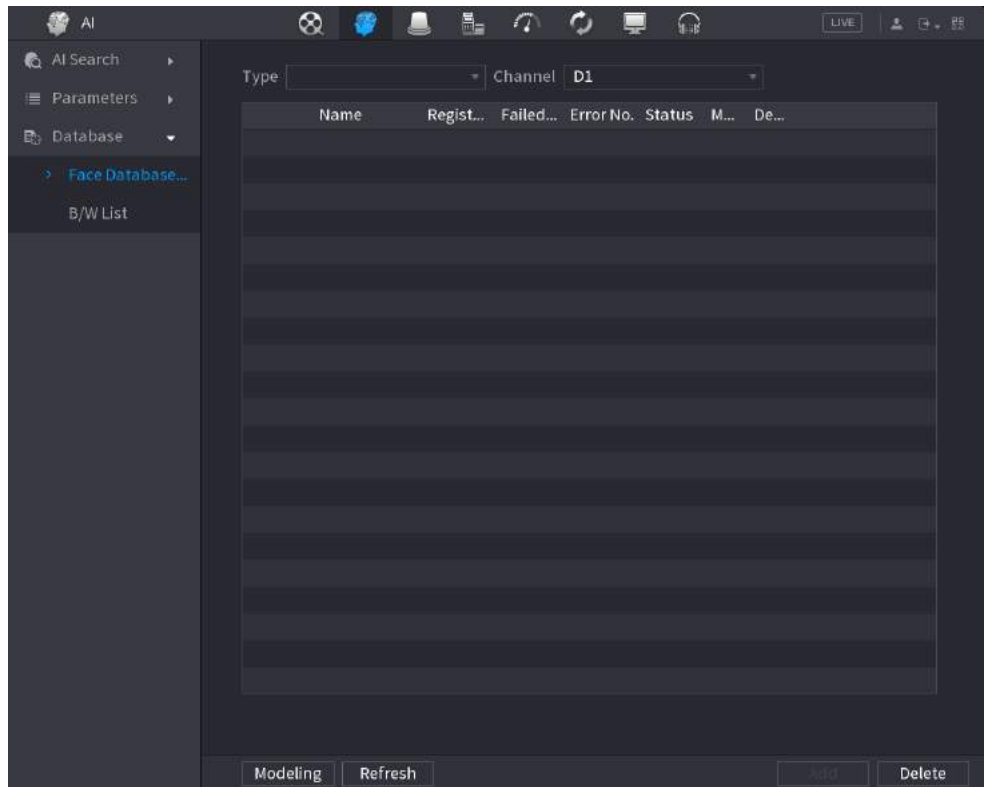 AI
LIVE
AI Search
Parameters
Database
Face Database...
B/W List
Type
Channel D1
Name Regist... Failed... Error No. Status M... De...
Modeling Refresh Add Delete